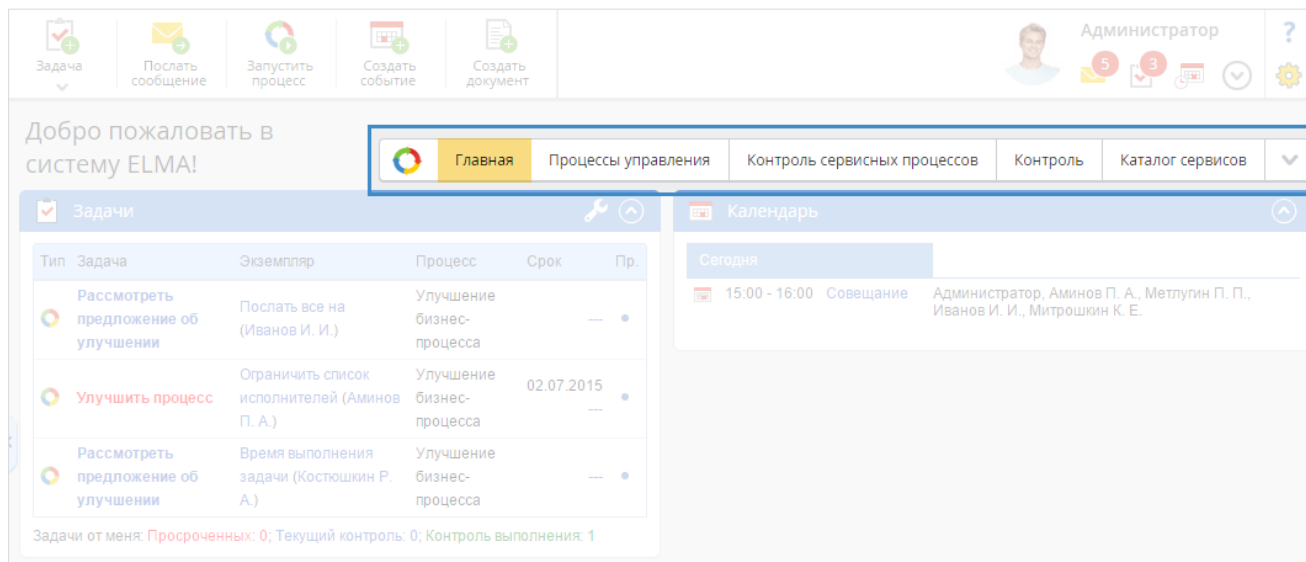 Задача
Послать
сообщение
Запустить
процесс
Создать
событие
Создать
документ
Администратор
5
3
?
Добро пожаловать в
систему ELMA!
Главная
Процессы управления
Контроль сервисных процессов
Контроль
Каталог сервисов
Задачи
Тип Задача Экземпляр Процесс Срок Пр.
Рассмотреть
предложение об
улучшении
Послать все на
(Иванов И. И.)
Улучшение
бизнес-
процесса
---
Улучшить процесс
Ограничить список
исполнителей (Аминов
П. А.)
Улучшение
бизнес-
процесса
02.07.2015
---
Рассмотреть
предложение об
улучшении
Время выполнения
задачи (Костюшкин Р.
А.)
Улучшение
бизнес-
процесса
---
Задачи от меня: Просроченных: 0; Текущий контроль: 0; Контроль выполнения: 1
Календарь
Сегодня
15:00 - 16:00 Совещание
Администратор, Аминов П. А., Метлугин П. П.,
Иванов И. И., Митрошкин К. Е.